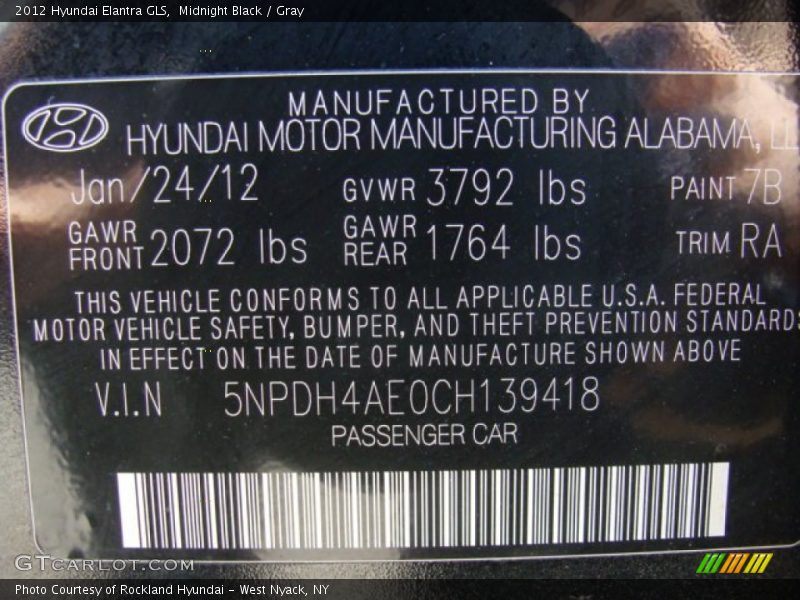 2012 Hyundai Elantra GLS,  Midnight Black / Gray
MANUFACTURED BY
HYUNDAI MOTOR MANUFACTURING ALABAMA, LL
Jan/24/12 GVWR 3792 lbs PAINT 7B
GAWR FRONT 2072 lbs GAWR REAR 1764 lbs TRIM RA
THIS VEHICLE CONFORMS TO ALL APPLICABLE U.S.A. FEDERAL
MOTOR VEHICLE SAFETY, BUMPER, AND THEFT PREVENTION STANDARDS
IN EFFECT ON THE DATE OF MANUFACTURE SHOWN ABOVE
V.I.N 5NPDH4AE0CH139418
PASSENGER CAR
GTCARLOT.COM
Photo Courtesy of Rockland Hyundai - West Nyack, NY